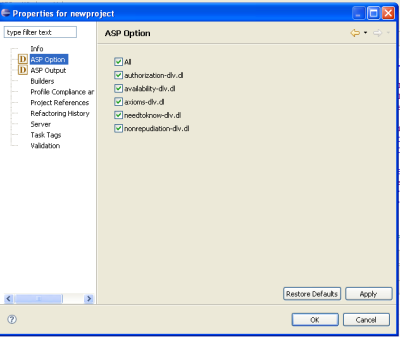 Properties for newproject
type filter text
Info
D ASP Option
D ASP Output
Builders
Profile Compliance ar
Project References
Refactoring History
Server
Task Tags
Validation
ASP Option
All
authorization-dlv.dl
availability-dlv.dl
axioms-dlv.dl
needtoknow-dlv.dl
nonrepudiation-dlv.dl
Restore Defaults Apply
? OK Cancel